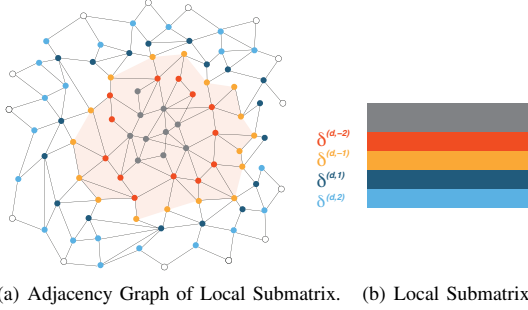 δ(d,−2)
δ(d,−1)
δ(d,1)
δ(d,2)
(a) Adjacency Graph of Local Submatrix. (b) Local Submatrix